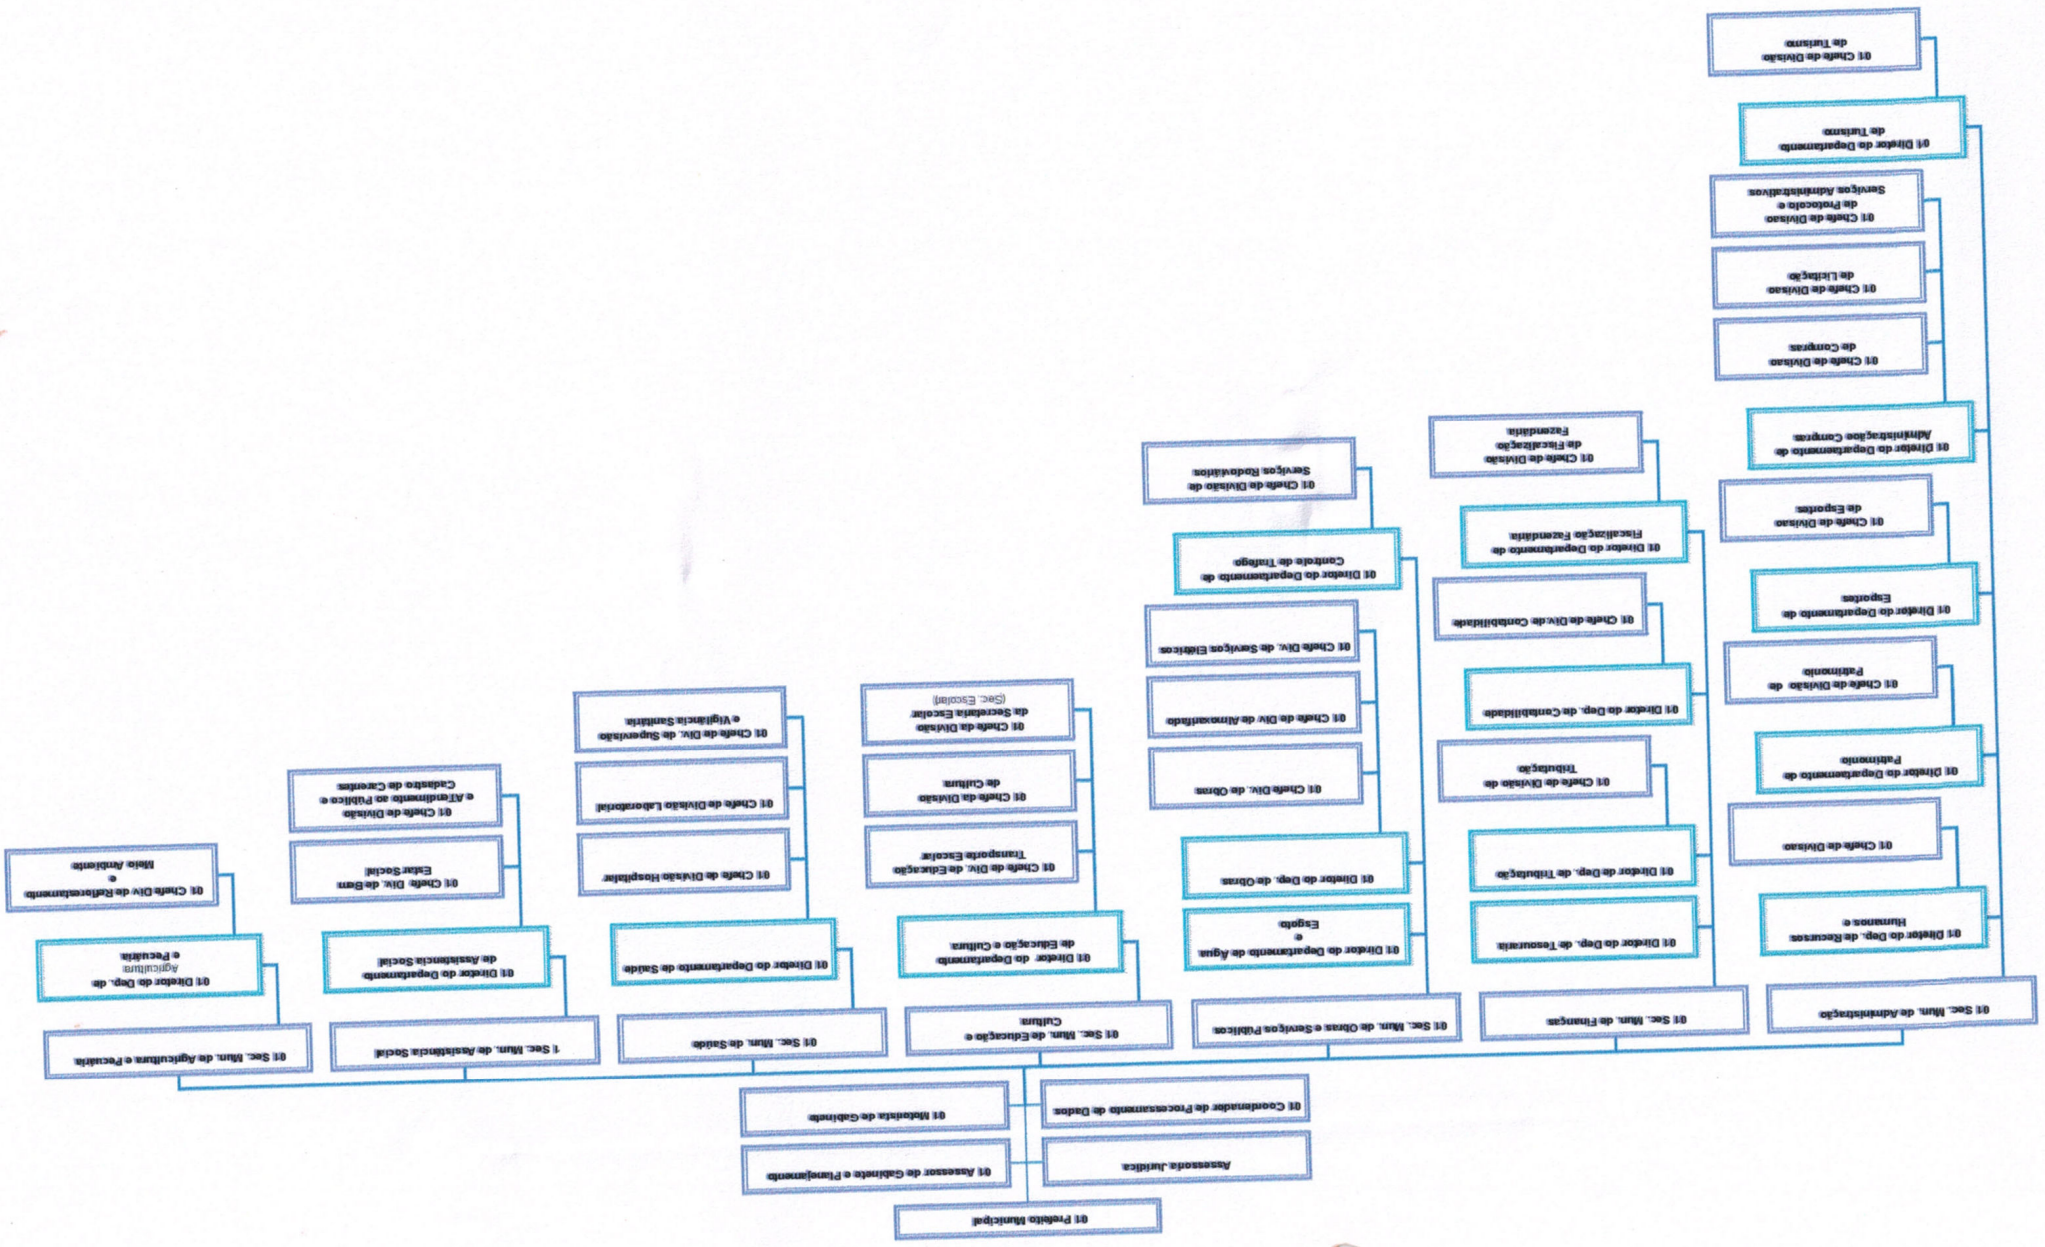 01 Prefeito Municipal
Assessoria Juridica
01 Assessor de Gabinete e Planejamento
01 Coordenador de Processamento de Dados
01 Motorista de Gabinete
01 Sec. Mun. de Administração
01 Diretor do Dep. de Recursos
Humanos e
01 Chefe de Divisao
01 Diretor do Departaemento de
Patrimonio
01 Chefe de Divisão de
Patrimonio
01 Diretor do Departamento de
Esportes
01 Chefe de Divisao
de Esportes
01 Diretor do Departaemento de
Administraçãoe Compras
01 Chefe de Divisao
de Compras
01 Chefe de Divisao
de Licitação
01 Chefe de Divisao
de Protocolo e
Serviços Administrativos
01 Diretor do Departamento
de Turismo
01 Chefe de Divisão
de Turismo
01 Sec. Mun. de Finanças
01 Diretor do Dep. de Tesouraria
01 Diretor de Dep. de Tributação
01 Chefe de Divisão de
Tributação
01 Diretor do Dep. de Contabilidade
01 Chefe de Div.de Contabilidade
01 Diretor do Departamento de
Fiscalização Fazendária
01 Chefe de Divisão
de Fiscalização
Fazendária
01 Sec. Mun. de Obras e Serviços Públicos
01 Diretor do Departamento de Agua
e
Esgoto
01 Diretor do Dep. de Obras
01 Chefe Div. de Obras
01 Chefe de Div de Almoxarifado
01 Chefe Div. de Serviços Elétricos
01 Diretor do Departaemento de
Controle de Trafego
01 Chefe de Divisão de
Serviços Rodoviários
01 Sec. Mun. de Educação e
Cultura
01 Diretor do Departamento
de Educação e Cultura
01 Chefe de Div. de Educação
Transporte Escolar
01 Chefe da Divisão
de Cultura
01 Chefe da Divisão
da Secretaria Escolar
(Sec. Escolar)
01 Sec. Mun. de Saúde
01 Diretor do Departamento de Saúde
01 Chefe de Divisão Hospitalar
01 Chefe de Divisão Laboratorial
01 Chefe de Div. de Supervisão
e Vigilância Sanitária
1 Sec. Mun. de Assistência Social
01 Diretor do Departamento
de Assistência Social
01 Chefe Div. de Bem
Estar Social
01 Chefe de Divisão
e ATendimento ao Público e
Cadastro de Carentes
01 Sec. Mun. de Agricultura e Pecuária
01 Diretor do Dep. de
Agricultura
e Pecuária
01 Chefe Div de Reflorestamento
e
Meio Ambiente